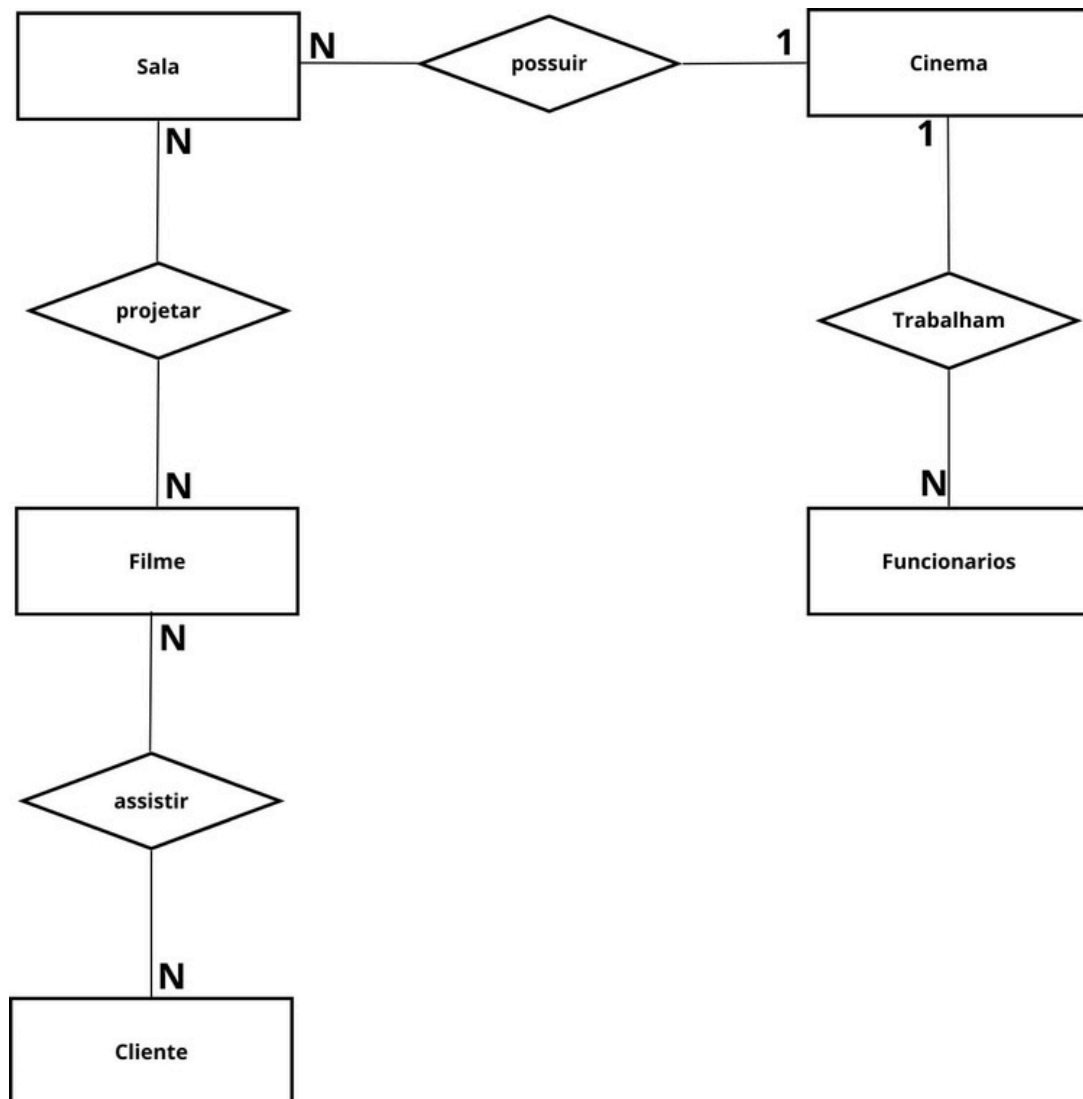 N
1
Sala
possuir
Cinema
N
1
projetar
Trabalham
N
N
Filme
Funcionarios
N
assistir
N
Cliente